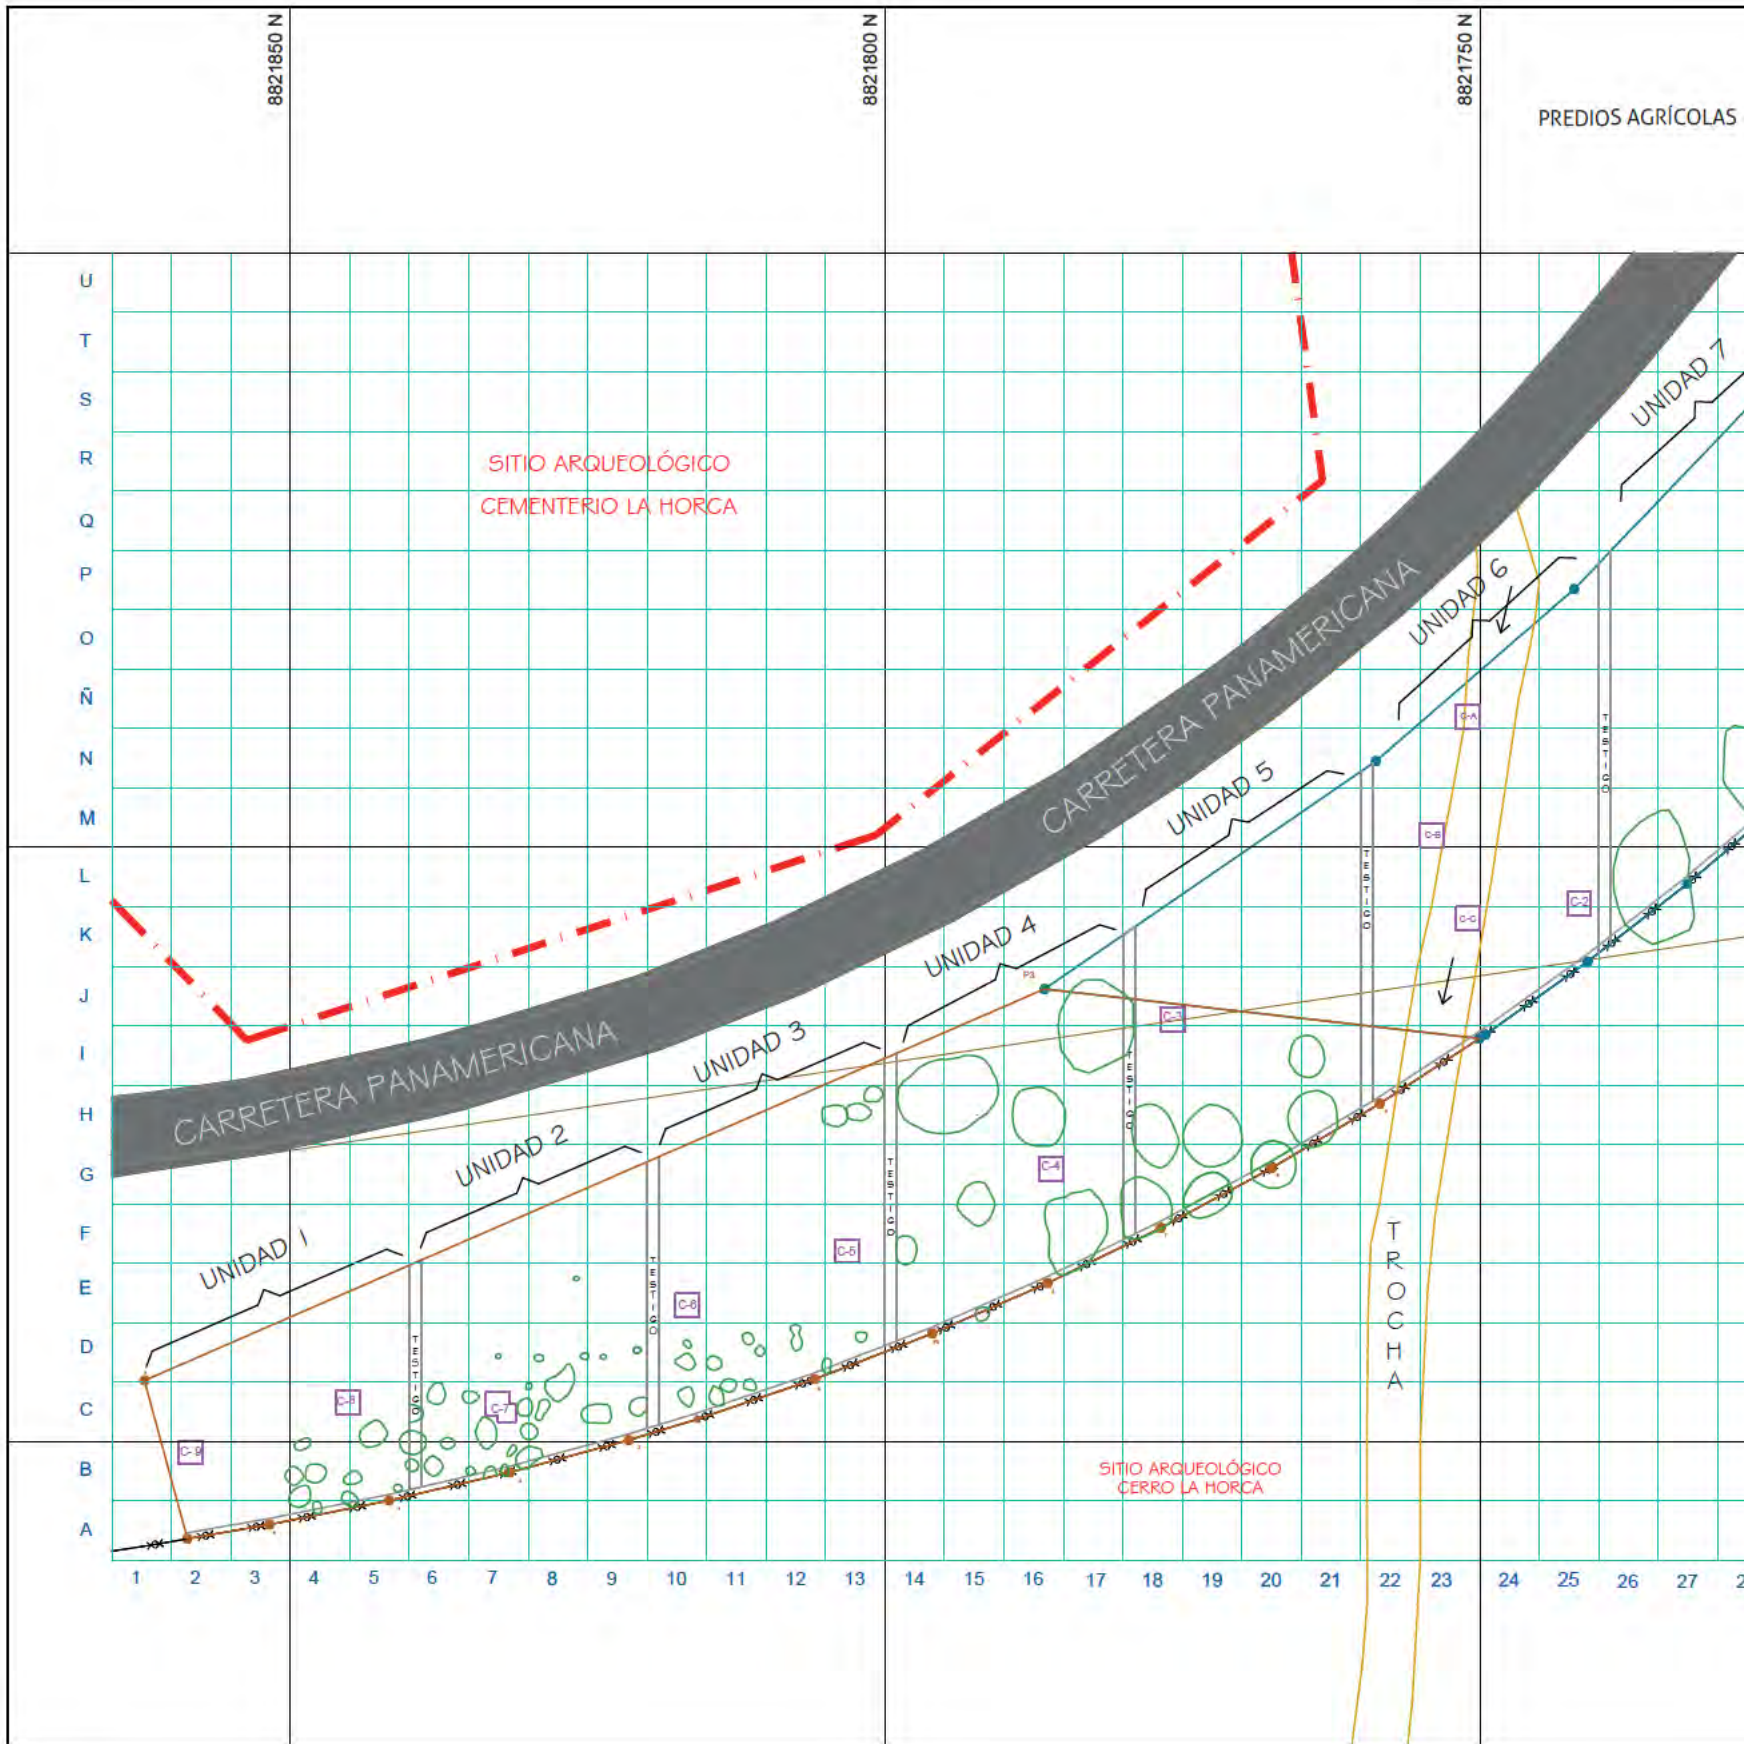 8821850 N
8821800 N
8821750 N
PREDIOS AGRÍCOLAS
U
T
S
R
Q
P
O
Ñ
N
M
L
K
J
I
H
G
F
E
D
C
B
A
SITIO ARQUEOLÓGICO
CEMENTERIO LA HORCA
CARRETERA PANAMERICANA
CARRETERA PANAMERICANA
UNIDAD 1
UNIDAD 2
UNIDAD 3
UNIDAD 4
UNIDAD 5
UNIDAD 6
UNIDAD 7
P3
TESTIGO
TESTIGO
TESTIGO
TESTIGO
TESTIGO
TESTIGO
C-A
C-B
C-C
C-2
C-3
C-4
C-5
C-6
C-7
C-8
C-9
TROCHA
SITIO ARQUEOLÓGICO
CERRO LA HORCA
1 2 3 4 5 6 7 8 9 10 11 12 13 14 15 16 17 18 19 20 21 22 23 24 25 26 27 2